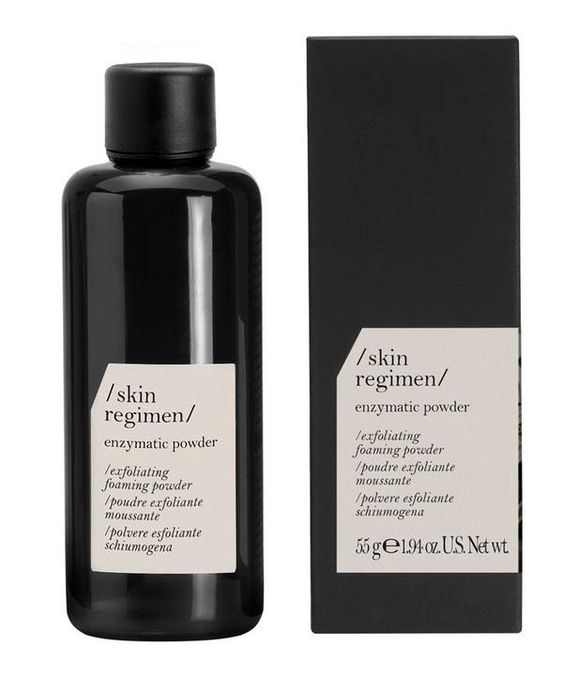 /skin
regimen/
enzymatic powder
/exfoliating
foaming powder
/poudre exfoliante
moussante
/polvere esfoliante
schiumogena
/skin
regimen/
enzymatic powder
/exfoliating
foaming powder
/poudre exfoliante
moussante
/polvere esfoliante
schiumogena
55 g ℮ 1.94 oz. U.S. Net wt.